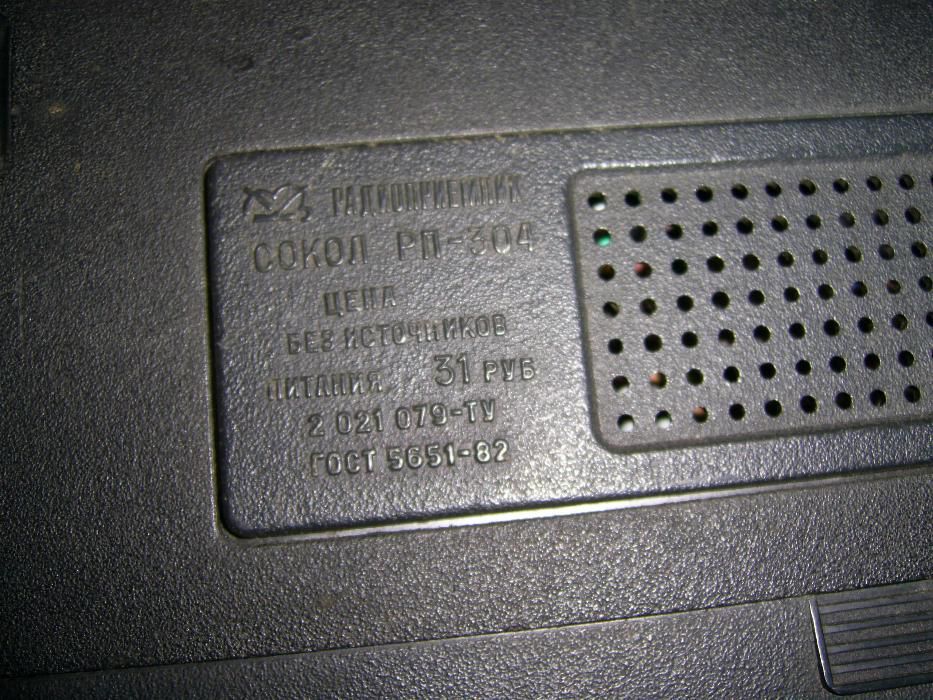 РАДИОПРИЕМНИК
СОКОЛ РП-304
ЦЕНА
БЕЗ ИСТОЧНИКОВ
ПИТАНИЯ 31 РУБ
2 021 079-ТУ
ГОСТ 5651-82